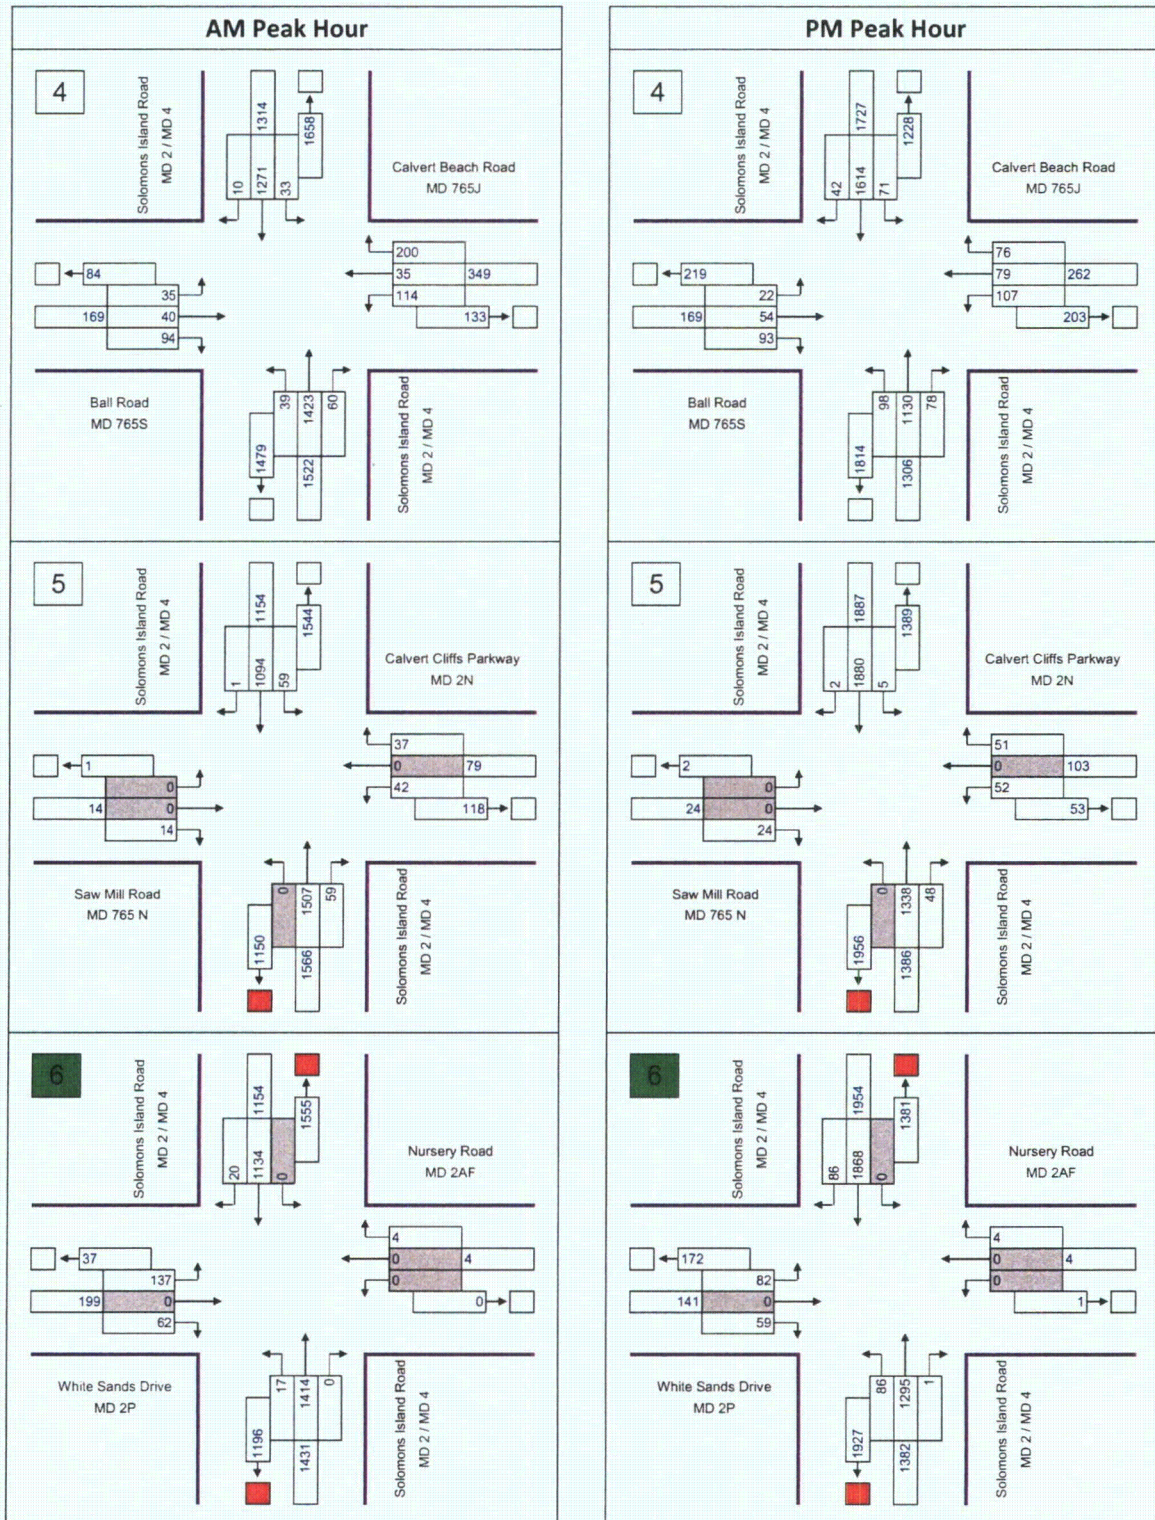 AM Peak Hour
4
Solomons Island Road
MD 2 / MD 4
1314
10
1271
33
1658
Calvert Beach Road
MD 765J
200
35
349
114
133
84
35
169
40
94
Ball Road
MD 765S
39
1423
60
1479
1522
Solomons Island Road
MD 2 / MD 4
5
Solomons Island Road
MD 2 / MD 4
1154
1
1094
59
1544
Calvert Cliffs Parkway
MD 2N
37
0
79
42
118
1
0
14
0
14
Saw Mill Road
MD 765 N
0
1507
59
1150
1566
Solomons Island Road
MD 2 / MD 4
6
Solomons Island Road
MD 2 / MD 4
1154
20
1134
0
1555
Nursery Road
MD 2AF
4
0
4
0
0
37
137
199
0
62
White Sands Drive
MD 2P
17
1414
0
1196
1431
Solomons Island Road
MD 2 / MD 4
PM Peak Hour
4
Solomons Island Road
MD 2 / MD 4
1727
42
1614
71
1228
Calvert Beach Road
MD 765J
76
79
262
107
203
219
22
169
54
93
Ball Road
MD 765S
98
1130
78
1814
1306
Solomons Island Road
MD 2 / MD 4
5
Solomons Island Road
MD 2 / MD 4
1887
2
1880
5
1389
Calvert Cliffs Parkway
MD 2N
51
0
103
52
53
2
0
24
0
24
Saw Mill Road
MD 765 N
0
1338
48
1956
1386
Solomons Island Road
MD 2 / MD 4
6
Solomons Island Road
MD 2 / MD 4
1954
86
1868
0
1381
Nursery Road
MD 2AF
4
0
4
0
1
172
82
141
0
59
White Sands Drive
MD 2P
86
1295
1
1927
1382
Solomons Island Road
MD 2 / MD 4